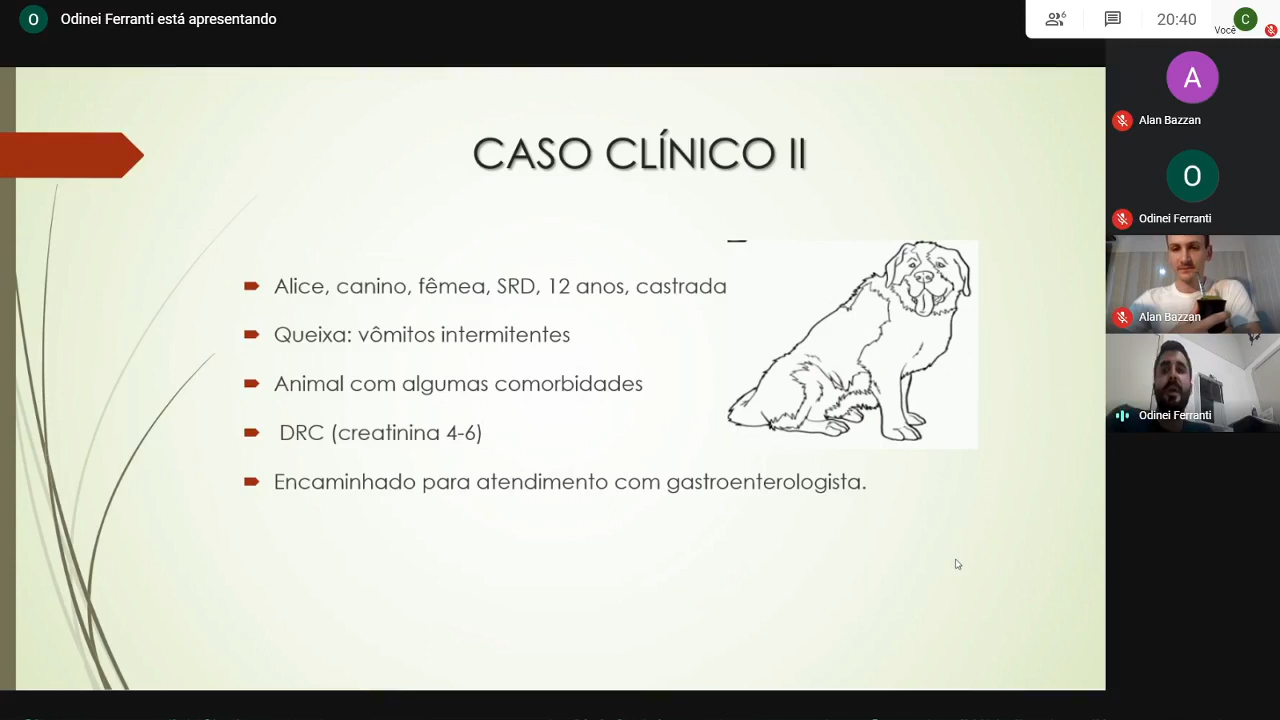 O
Odinei Ferranti está apresentando
6
20:40
Você
C
A
Alan Bazzan
O
Odinei Ferranti
Alan Bazzan
Odinei Ferranti
CASO CLÍNICO II
Alice, canino, fêmea, SRD, 12 anos, castrada
Queixa: vômitos intermitentes
Animal com algumas comorbidades
DRC (creatinina 4-6)
Encaminhado para atendimento com gastroenterologista.